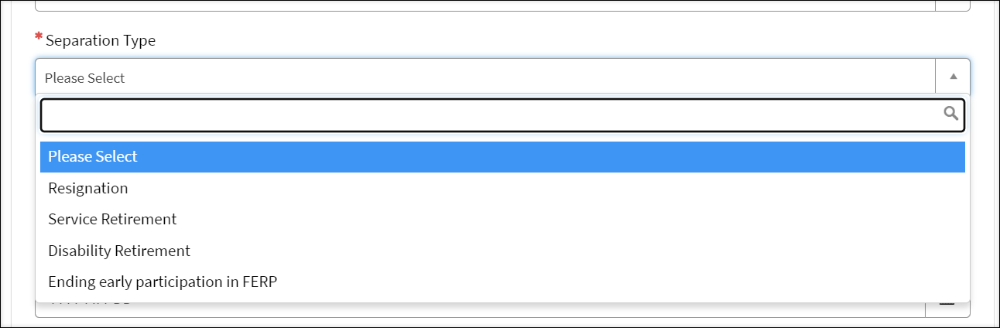 * Separation Type
Please Select
Please Select
Resignation
Service Retirement
Disability Retirement
Ending early participation in FERP